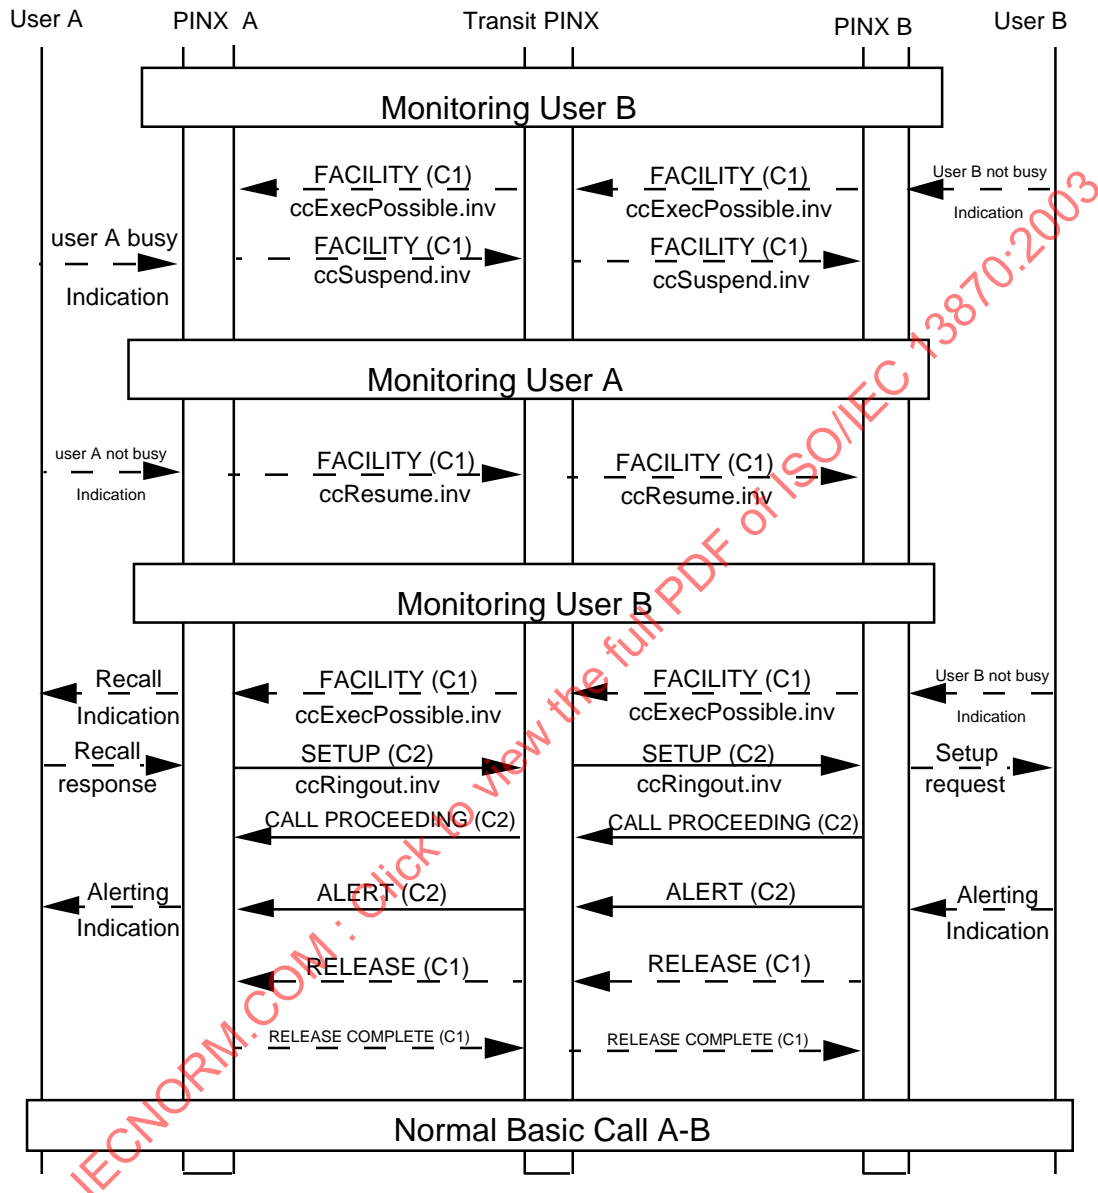 User A
PINX A
Transit PINX
PINX B
User B
Monitoring User B
FACILITY (C1)
ccExecPossible.inv
FACILITY (C1)
ccExecPossible.inv
User B not busy
Indication
user A busy
Indication
FACILITY (C1)
ccSuspend.inv
FACILITY (C1)
ccSuspend.inv
Monitoring User A
user A not busy
Indication
FACILITY (C1)
ccResume.inv
FACILITY (C1)
ccResume.inv
Monitoring User B
Recall
Indication
FACILITY (C1)
ccExecPossible.inv
FACILITY (C1)
ccExecPossible.inv
User B not busy
Indication
Recall
response
SETUP (C2)
ccRingout.inv
SETUP (C2)
ccRingout.inv
Setup
request
CALL PROCEEDING (C2)
CALL PROCEEDING (C2)
Alerting
Indication
ALERT (C2)
ALERT (C2)
Alerting
Indication
RELEASE (C1)
RELEASE (C1)
RELEASE COMPLETE (C1)
RELEASE COMPLETE (C1)
Normal Basic Call A-B
IECNORM.COM : Click to view the full PDF of ISO/IEC 13870:2003